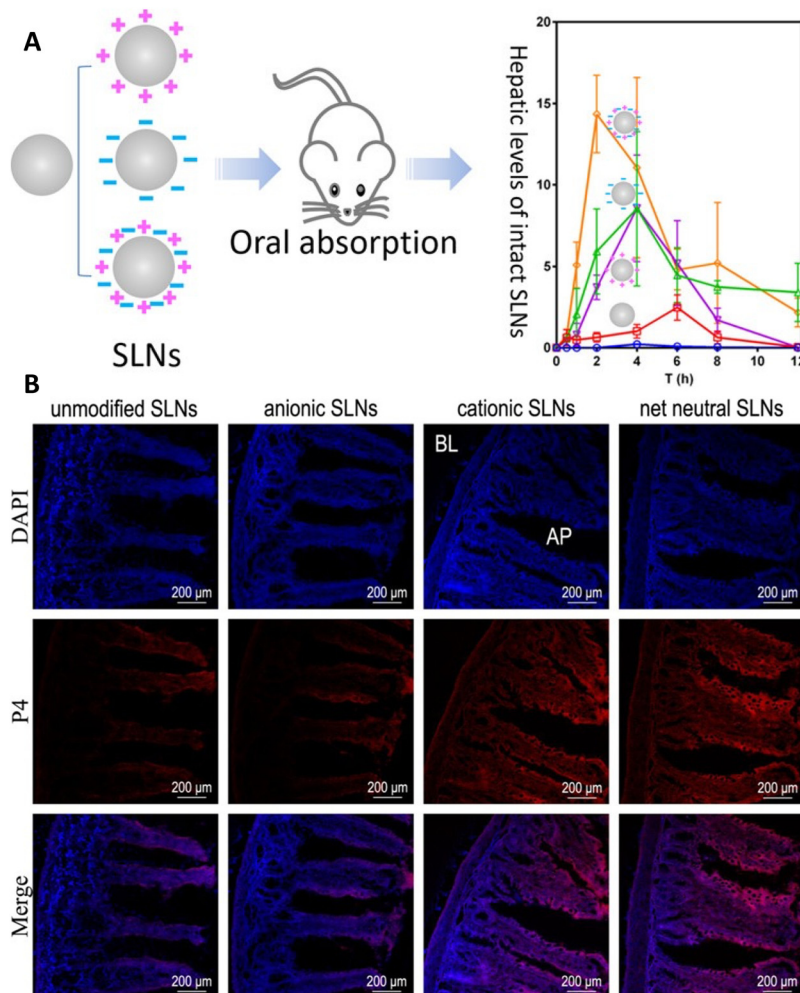 A
SLNs
Oral absorption
Hepatic levels of intact SLNs
20
15
10
5
0
0 2 4 6 8 10 12
T (h)
B
unmodified SLNs anionic SLNs cationic SLNs net neutral SLNs
DAPI
BL
AP
200 µm 200 µm 200 µm 200 µm
P4
200 µm 200 µm 200 µm 200 µm
Merge
200 µm 200 µm 200 µm 200 µm